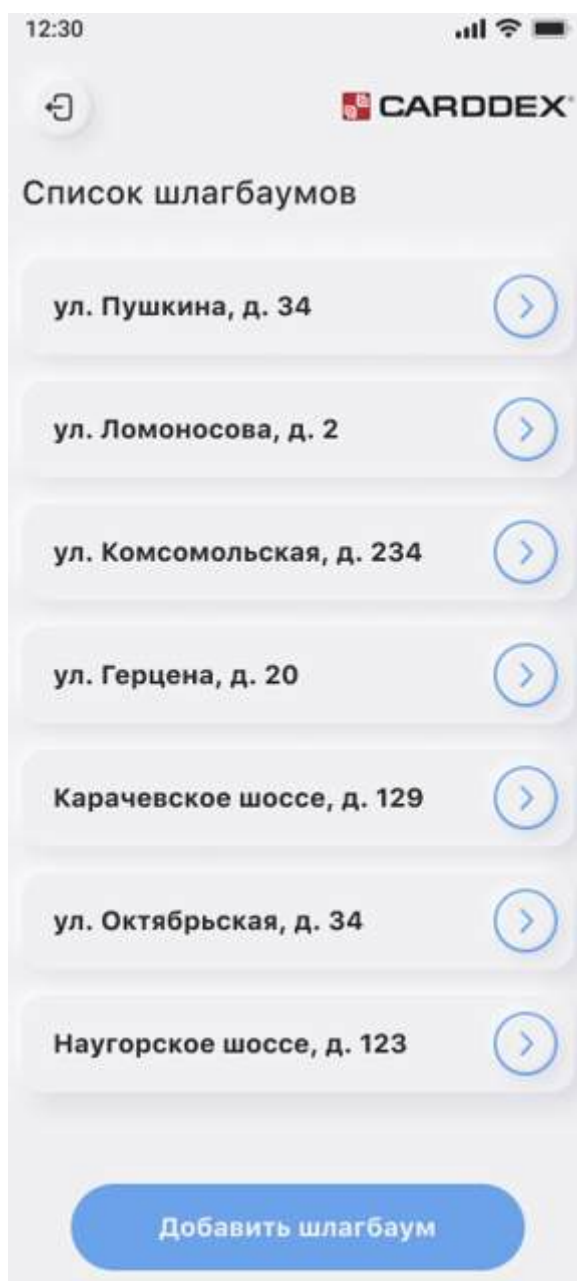 12:30
CARDDEX
Список шлагбаумов
ул. Пушкина, д. 34
ул. Ломоносова, д. 2
ул. Комсомольская, д. 234
ул. Герцена, д. 20
Карачевское шоссе, д. 129
ул. Октябрьская, д. 34
Наугорское шоссе, д. 123
Добавить шлагбаум